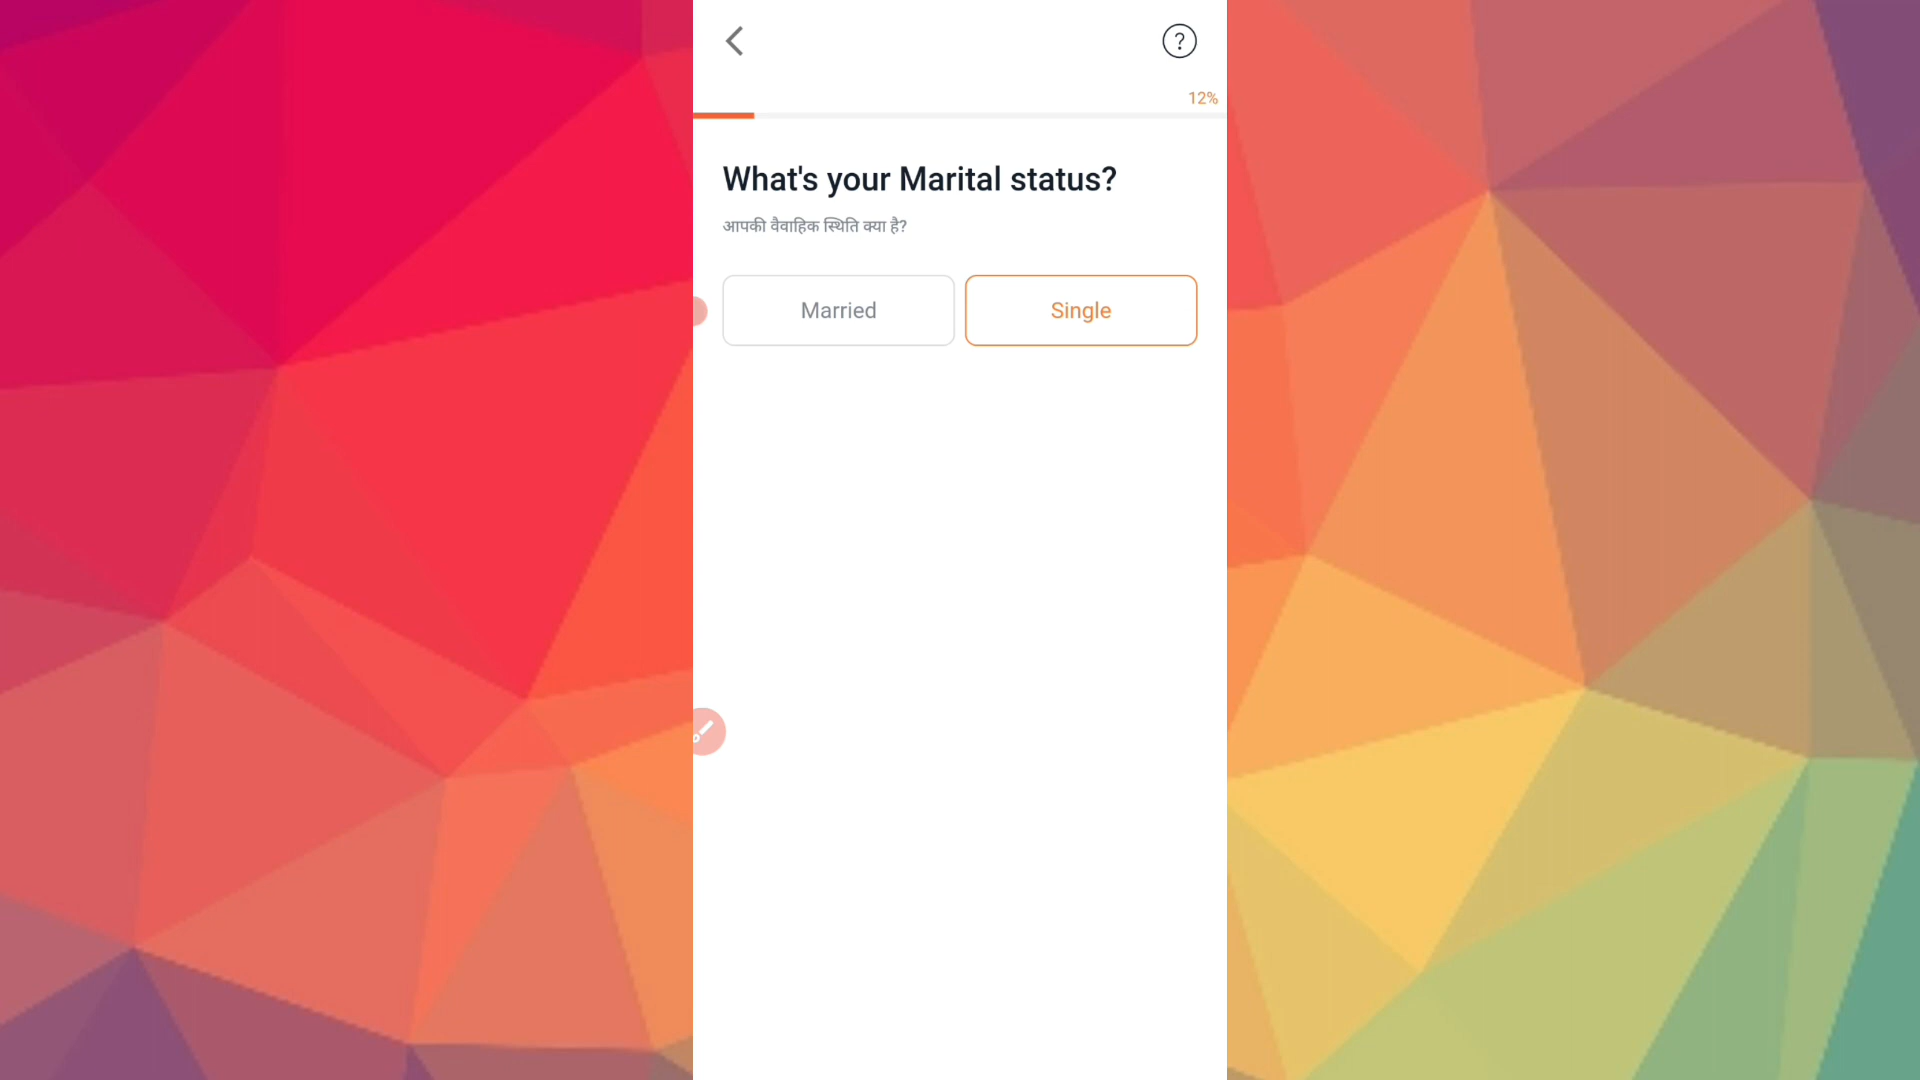 ?
12%
What's your Marital status?
आपकी वैवाहिक स्थिति क्या है?
Married
Single